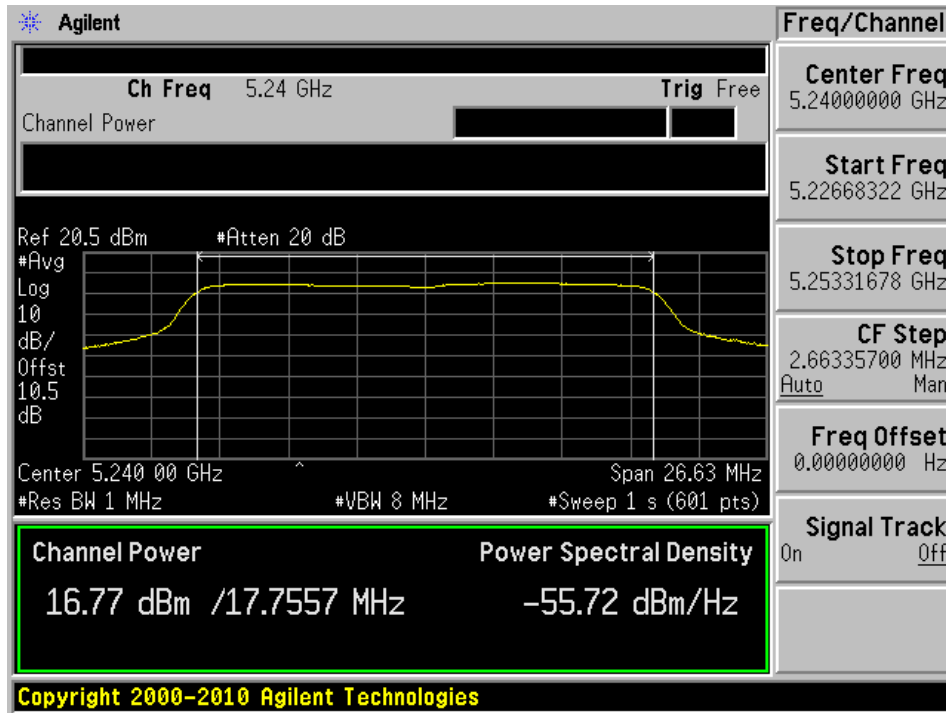 Agilent
Freq/Channel
Ch Freq 5.24 GHz Trig Free
Channel Power
Center Freq
5.24000000 GHz
Start Freq
5.22668322 GHz
Stop Freq
5.25331678 GHz
CF Step
2.66335700 MHz
Auto Man
Freq Offset
0.00000000 Hz
Signal Track
On Off
Ref 20.5 dBm #Atten 20 dB
#Avg
Log
10
dB/
Offst
10.5
dB
Center 5.240 00 GHz Span 26.63 MHz
#Res BW 1 MHz #VBW 8 MHz #Sweep 1 s (601 pts)
Channel Power Power Spectral Density
16.77 dBm /17.7557 MHz -55.72 dBm/Hz
Copyright 2000-2010 Agilent Technologies